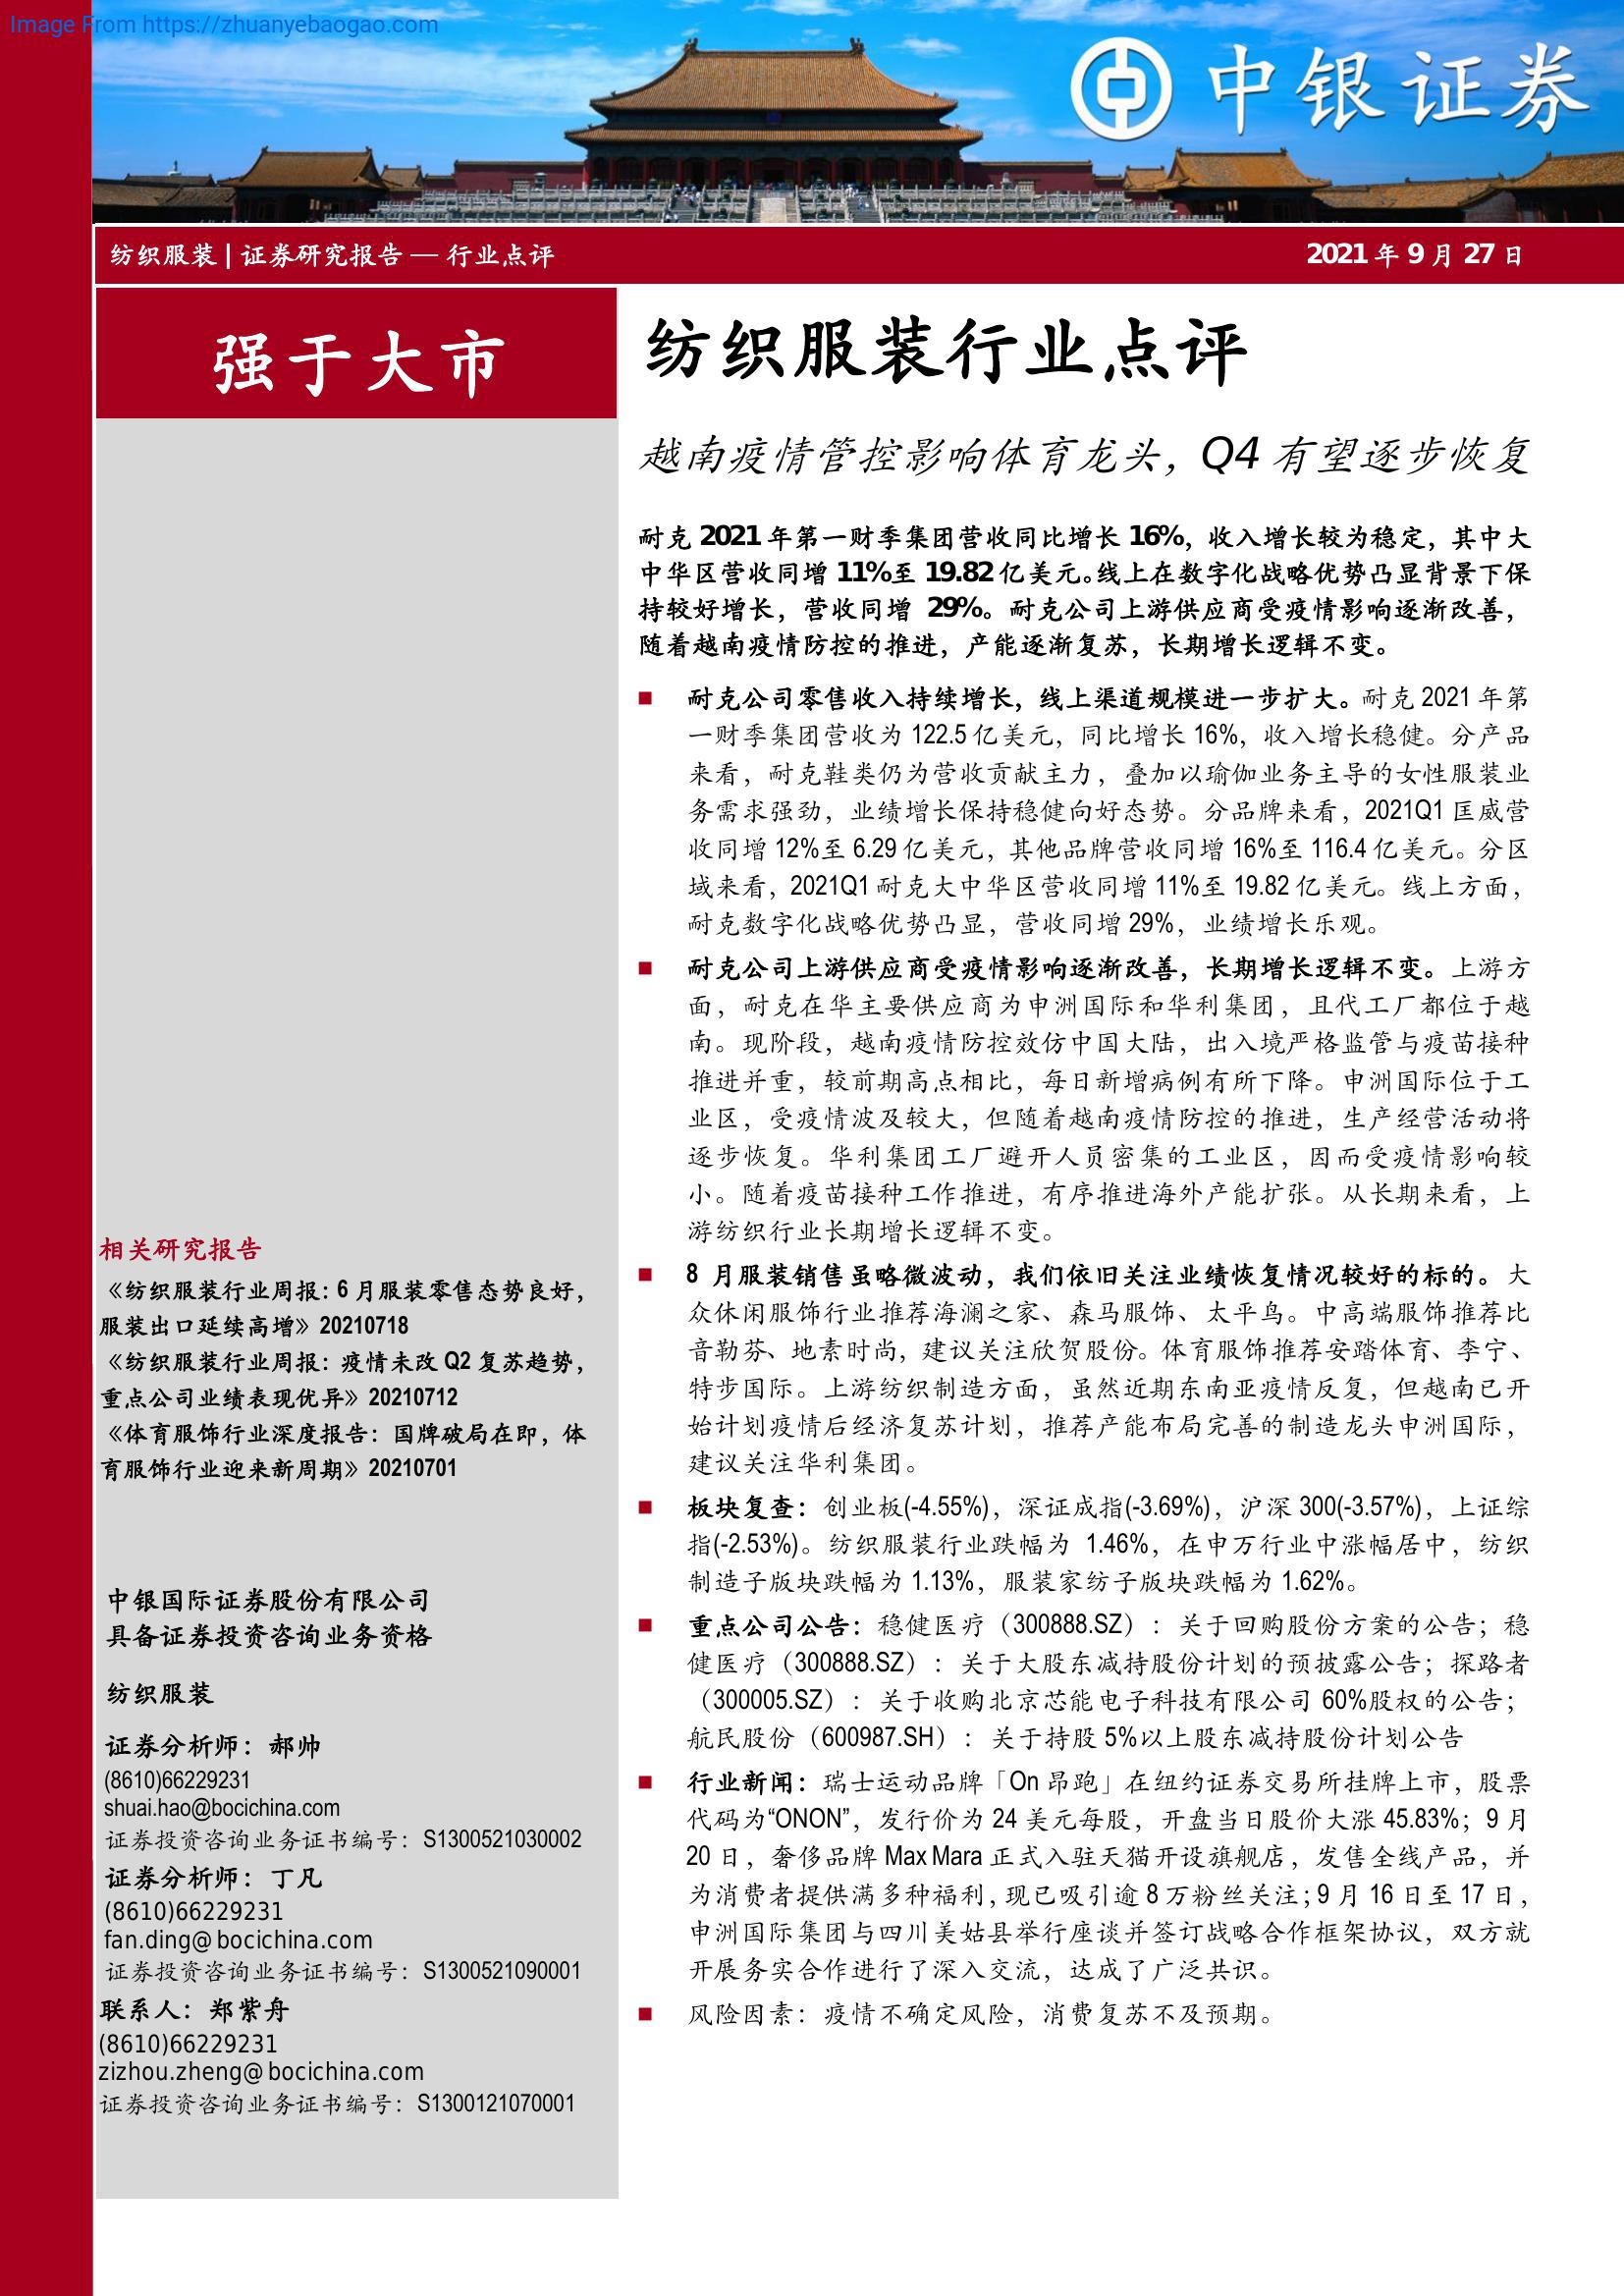 Image From https://zhuanyebaogao.com
中银证券
纺织服装 | 证券研究报告 — 行业点评
2021 年 9 月 27 日
强于大市
纺织服装行业点评
越南疫情管控影响体育龙头，Q4 有望逐步恢复
耐克 2021 年第一财季集团营收同比增长 16%，收入增长较为稳定，其中大
中华区营收同增 11%至 19.82 亿美元。线上在数字化战略优势凸显背景下保
持较好增长，营收同增 29%。耐克公司上游供应商受疫情影响逐渐改善，
随着越南疫情防控的推进，产能逐渐复苏，长期增长逻辑不变。
■ 耐克公司零售收入持续增长，线上渠道规模进一步扩大。耐克 2021 年第
一财季集团营收为 122.5 亿美元，同比增长 16%，收入增长稳健。分产品
来看，耐克鞋类仍为营收贡献主力，叠加以瑜伽业务主导的女性服装业
务需求强劲，业绩增长保持稳健向好态势。分品牌来看，2021Q1 匡威营
收同增 12%至 6.29 亿美元，其他品牌营收同增 16%至 116.4 亿美元。分区
域来看，2021Q1 耐克大中华区营收同增 11%至 19.82 亿美元。线上方面，
耐克数字化战略优势凸显，营收同增 29%，业绩增长乐观。
■ 耐克公司上游供应商受疫情影响逐渐改善，长期增长逻辑不变。上游方
面，耐克在华主要供应商为申洲国际和华利集团，且代工厂都位于越
南。现阶段，越南疫情防控效仿中国大陆，出入境严格监管与疫苗接种
推进并重，较前期高点相比，每日新增病例有所下降。申洲国际位于工
业区，受疫情波及较大，但随着越南疫情防控的推进，生产经营活动将
逐步恢复。华利集团工厂避开人员密集的工业区，因而受疫情影响较
小。随着疫苗接种工作推进，有序推进海外产能扩张。从长期来看，上
游纺织行业长期增长逻辑不变。
■ 8 月服装销售虽略微波动，我们依旧关注业绩恢复情况较好的标的。大
众休闲服饰行业推荐海澜之家、森马服饰、太平鸟。中高端服饰推荐比
音勒芬、地素时尚，建议关注欣贺股份。体育服饰推荐安踏体育、李宁、
特步国际。上游纺织制造方面，虽然近期东南亚疫情反复，但越南已开
始计划疫情后经济复苏计划，推荐产能布局完善的制造龙头申洲国际，
建议关注华利集团。
■ 板块复查：创业板(-4.55%)，深证成指(-3.69%)，沪深 300(-3.57%)，上证综
指(-2.53%)。纺织服装行业跌幅为 1.46%，在申万行业中涨幅居中，纺织
制造子版块跌幅为 1.13%，服装家纺子版块跌幅为 1.62%。
■ 重点公司公告：稳健医疗（300888.SZ）：关于回购股份方案的公告；稳
健医疗（300888.SZ）：关于大股东减持股份计划的预披露公告；探路者
（300005.SZ）：关于收购北京芯能电子科技有限公司 60%股权的公告；
航民股份（600987.SH）：关于持股 5%以上股东减持股份计划公告
■ 行业新闻：瑞士运动品牌「On 昂跑」在纽约证券交易所挂牌上市，股票
代码为“ONON”，发行价为 24 美元每股，开盘当日股价大涨 45.83%；9 月
20 日，奢侈品牌 Max Mara 正式入驻天猫开设旗舰店，发售全线产品，并
为消费者提供满多种福利，现已吸引逾 8 万粉丝关注；9 月 16 日至 17 日，
申洲国际集团与四川美姑县举行座谈并签订战略合作框架协议，双方就
开展务实合作进行了深入交流，达成了广泛共识。
■ 风险因素：疫情不确定风险，消费复苏不及预期。
相关研究报告
《纺织服装行业周报：6 月服装零售态势良好，
服装出口延续高增》20210718
《纺织服装行业周报：疫情未改 Q2 复苏趋势，
重点公司业绩表现优异》20210712
《体育服饰行业深度报告：国牌破局在即，体
育服饰行业迎来新周期》20210701
中银国际证券股份有限公司
具备证券投资咨询业务资格
纺织服装
证券分析师：郝帅
(8610)66229231
shuai.hao@bocichina.com
证券投资咨询业务证书编号：S1300521030002
证券分析师：丁凡
(8610)66229231
fan.ding@bocichina.com
证券投资咨询业务证书编号：S1300521090001
联系人：郑紫舟
(8610)66229231
zizhou.zheng@bocichina.com
证券投资咨询业务证书编号：S1300121070001